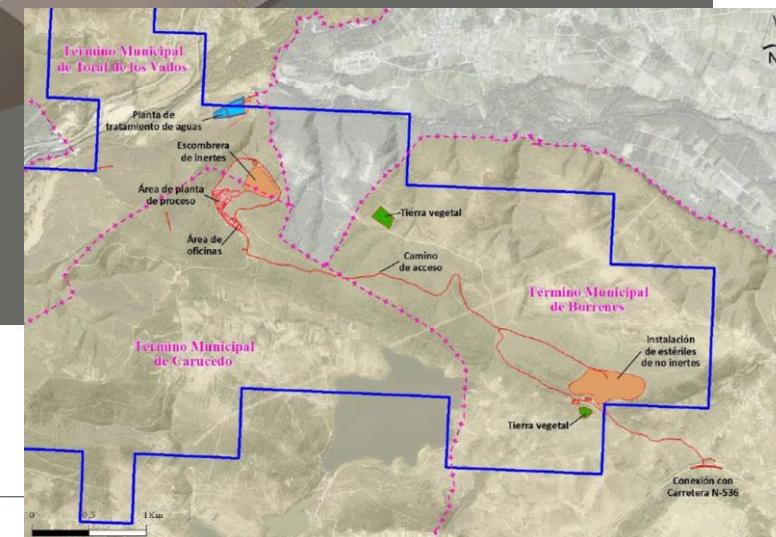 Término Municipal
de Toral de los Vados
N
Planta de
tratamiento de aguas
Escombrera
de inertes
Área de planta
de proceso
Área de
oficinas
Tierra vegetal
Camino
de acceso
Término Municipal
de Borrenes
Término Municipal
de Carucedo
Instalación
de estériles
de no inertes
Tierra vegetal
Conexión con
Carretera N-536
0 0,5 1 Km